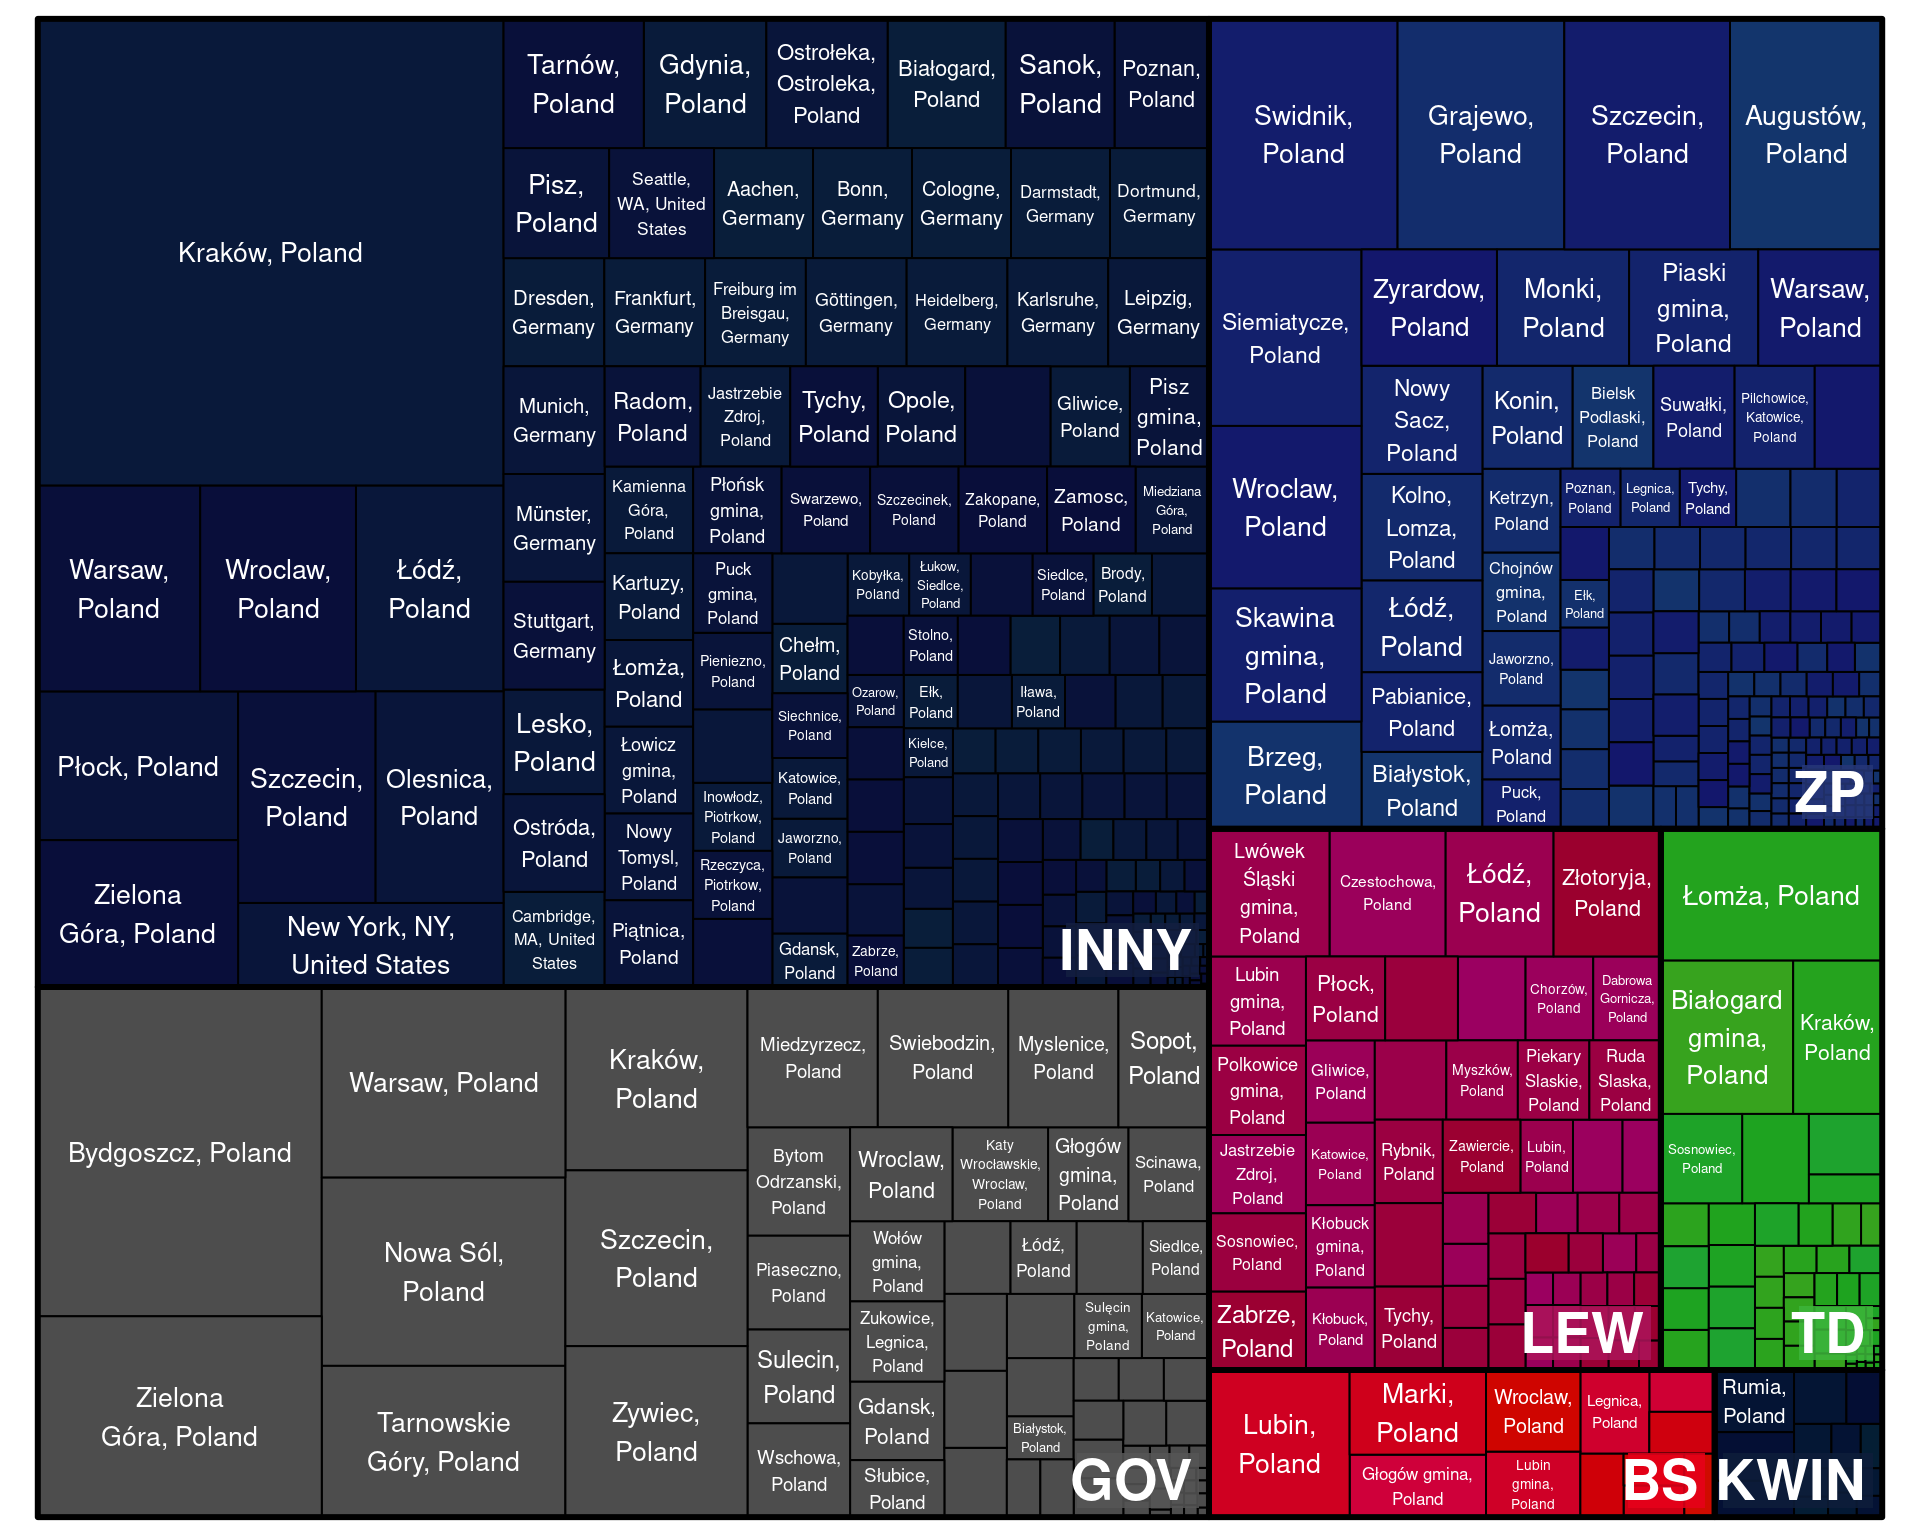 Kraków, Poland
Warsaw,
Poland
Wroclaw,
Poland
Łódź,
Poland
Płock, Poland
Szczecin,
Poland
Olesnica,
Poland
Zielona
Góra, Poland
New York, NY,
United States
Tarnów,
Poland
Gdynia,
Poland
Ostrołeka,
Ostroleka,
Poland
Białogard,
Poland
Sanok,
Poland
Poznan,
Poland
Pisz,
Poland
Seattle,
WA, United
States
Aachen,
Germany
Bonn,
Germany
Cologne,
Germany
Darmstadt,
Germany
Dortmund,
Germany
Dresden,
Germany
Frankfurt,
Germany
Freiburg im
Breisgau,
Germany
Göttingen,
Germany
Heidelberg,
Germany
Karlsruhe,
Germany
Leipzig,
Germany
Munich,
Germany
Münster,
Germany
Stuttgart,
Germany
Lesko,
Poland
Ostróda,
Poland
Cambridge,
MA, United
States
Radom,
Poland
Jastrzebie
Zdroj,
Poland
Tychy,
Poland
Opole,
Poland
Gliwice,
Poland
Pisz
gmina,
Poland
Kamienna
Góra,
Poland
Płońsk
gmina,
Poland
Swarzewo,
Poland
Szczecinek,
Poland
Zakopane,
Poland
Zamosc,
Poland
Miedziana
Góra,
Poland
Kartuzy,
Poland
Łomża,
Poland
Łowicz
gmina,
Poland
Nowy
Tomysl,
Poland
Piątnica,
Poland
Puck
gmina,
Poland
Pieniezno,
Poland
Inowłodz,
Piotrkow,
Poland
Rzeczyca,
Piotrkow,
Poland
Chełm,
Poland
Siechnice,
Poland
Katowice,
Poland
Jaworzno,
Poland
Gdansk,
Poland
Kobyłka,
Poland
Łukow,
Siedlce,
Poland
Siedlce,
Poland
Brody,
Poland
Stolno,
Poland
Ozarow,
Poland
Ełk,
Poland
Iława,
Poland
Kielce,
Poland
Zabrze,
Poland
INNY
Swidnik,
Poland
Grajewo,
Poland
Szczecin,
Poland
Augustów,
Poland
Siemiatycze,
Poland
Wroclaw,
Poland
Skawina
gmina,
Poland
Brzeg,
Poland
Zyrardow,
Poland
Monki,
Poland
Piaski
gmina,
Poland
Warsaw,
Poland
Nowy
Sacz,
Poland
Kolno,
Lomza,
Poland
Łódź,
Poland
Pabianice,
Poland
Białystok,
Poland
Konin,
Poland
Bielsk
Podlaski,
Poland
Suwałki,
Poland
Pilchowice,
Katowice,
Poland
Ketrzyn,
Poland
Chojnów
gmina,
Poland
Jaworzno,
Poland
Łomża,
Poland
Puck,
Poland
Poznan,
Poland
Legnica,
Poland
Tychy,
Poland
Ełk,
Poland
ZP
Bydgoszcz, Poland
Zielona
Góra, Poland
Warsaw, Poland
Nowa Sól,
Poland
Tarnowskie
Góry, Poland
Kraków,
Poland
Szczecin,
Poland
Zywiec,
Poland
Miedzyrzecz,
Poland
Swiebodzin,
Poland
Myslenice,
Poland
Sopot,
Poland
Bytom
Odrzanski,
Poland
Piaseczno,
Poland
Sulecin,
Poland
Wschowa,
Poland
Wroclaw,
Poland
Katy
Wrocławskie,
Wroclaw,
Poland
Głogów
gmina,
Poland
Scinawa,
Poland
Wołów
gmina,
Poland
Zukowice,
Legnica,
Poland
Gdansk,
Poland
Słubice,
Poland
Łódź,
Poland
Siedlce,
Poland
Sulęcin
gmina,
Poland
Katowice,
Poland
Białystok,
Poland
GOV
Lwówek
Śląski
gmina,
Poland
Czestochowa,
Poland
Łódź,
Poland
Złotoryja,
Poland
Lubin
gmina,
Poland
Polkowice
gmina,
Poland
Jastrzebie
Zdroj,
Poland
Sosnowiec,
Poland
Zabrze,
Poland
Płock,
Poland
Chorzów,
Poland
Dabrowa
Gornicza,
Poland
Gliwice,
Poland
Katowice,
Poland
Kłobuck
gmina,
Poland
Kłobuck,
Poland
Myszków,
Poland
Piekary
Slaskie,
Poland
Ruda
Slaska,
Poland
Rybnik,
Poland
Zawiercie,
Poland
Lubin,
Poland
Tychy,
Poland
LEW
Łomża, Poland
Białogard
gmina,
Poland
Kraków,
Poland
Sosnowiec,
Poland
TD
Lubin,
Poland
Marki,
Poland
Głogów gmina,
Poland
Wroclaw,
Poland
Lubin
gmina,
Poland
Legnica,
Poland
BS
Rumia,
Poland
KWIN